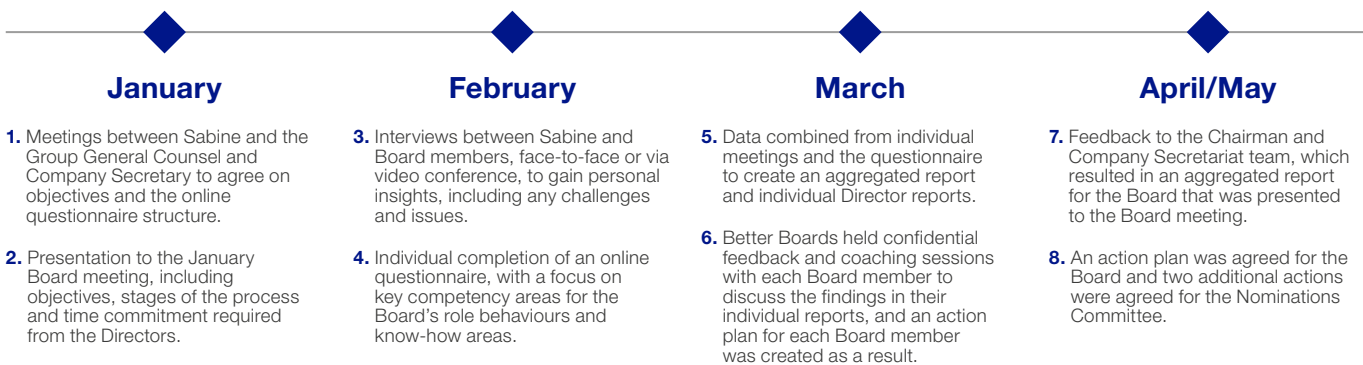 January
1. Meetings between Sabine and the
Group General Counsel and
Company Secretary to agree on
objectives and the online
questionnaire structure.
2. Presentation to the January
Board meeting, including
objectives, stages of the process
and time commitment required
from the Directors.
February
3. Interviews between Sabine and
Board members, face-to-face or via
video conference, to gain personal
insights, including any challenges
and issues.
4. Individual completion of an online
questionnaire, with a focus on
key competency areas for the
Board's role behaviours and
know-how areas.
March
5. Data combined from individual
meetings and the questionnaire
to create an aggregated report
and individual Director reports.
6. Better Boards held confidential
feedback and coaching sessions
with each Board member to
discuss the findings in their
individual reports, and an action
plan for each Board member
was created as a result.
April/May
7. Feedback to the Chairman and
Company Secretariat team, which
resulted in an aggregated report
for the Board that was presented
to the Board meeting.
8. An action plan was agreed for the
Board and two additional actions
were agreed for the Nominations
Committee.